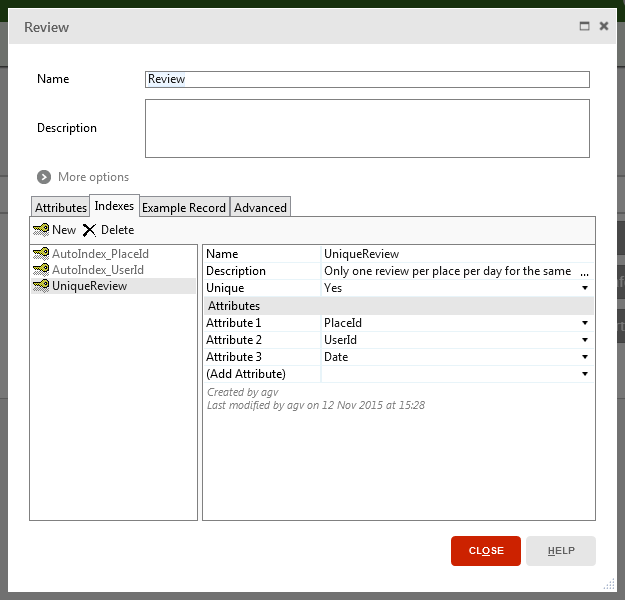 Review
Name
Review
Description
More options
Attributes Indexes Example Record Advanced
New Delete
AutoIndex_PlaceId
AutoIndex_UserId
UniqueReview
Name UniqueReview
Description Only one review per place per day for the same ...
Unique Yes
Attributes
Attribute 1 PlaceId
Attribute 2 UserId
Attribute 3 Date
(Add Attribute)
Created by agv
Last modified by agv on 12 Nov 2015 at 15:28
CLOSE HELP